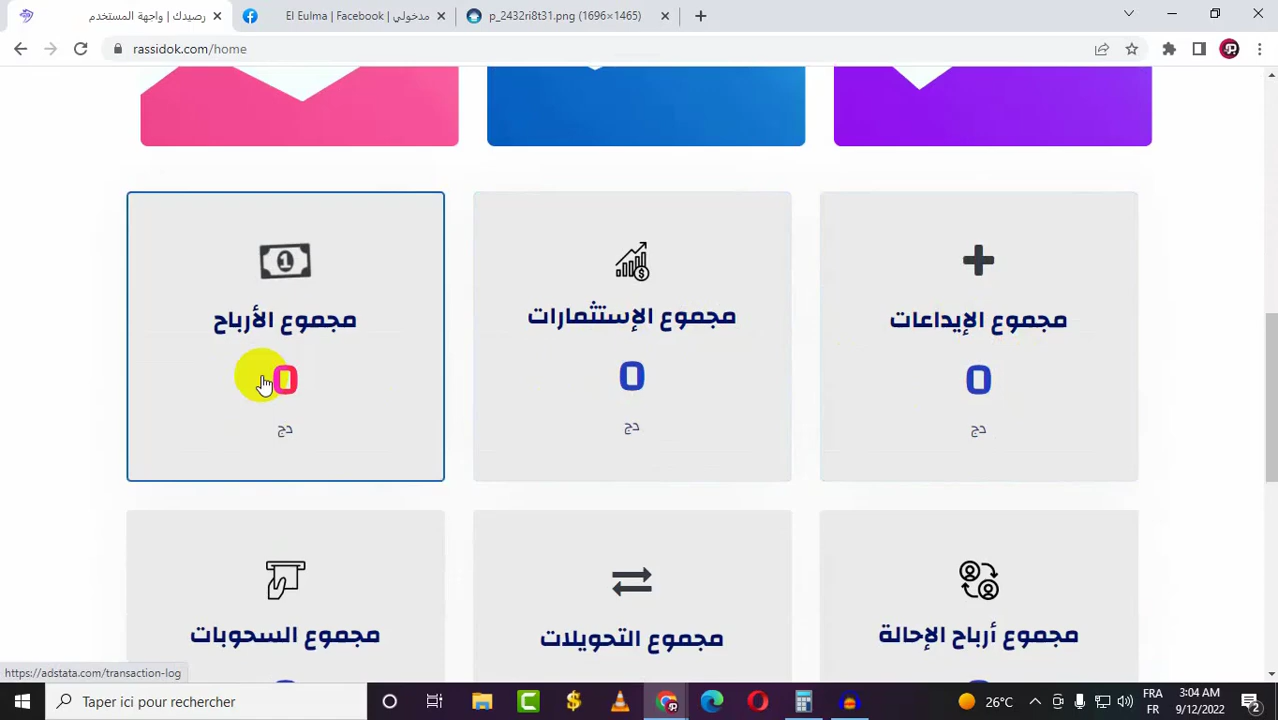 رصيدك | واجهة المستخدم
مدخولي | El Eulma | Facebook
p_2432ri8t31.png (1696×1465)
rassidok.com/home
مجموع الإيداعات
0
دج
مجموع الإستثمارات
0
دج
1
مجموع الأرباح
0
دج
مجموع أرباح الإحالة
مجموع التحويلات
مجموع السحوبات
https://adstata.com/transaction-log
Taper ici pour rechercher
26°C
FRA
FR
3:04 AM
9/12/2022
2